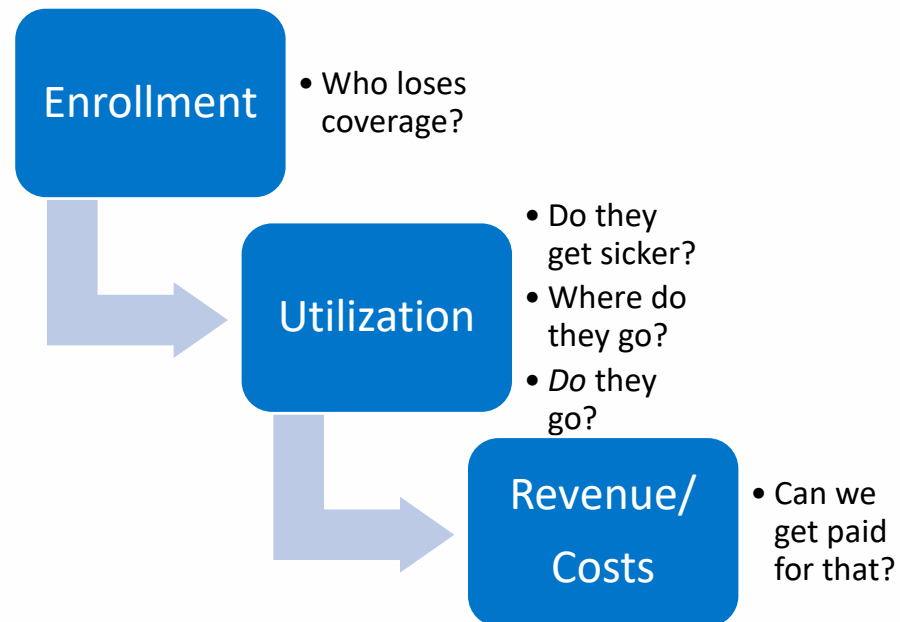 Enrollment
• Who loses
coverage?
Utilization
• Do they
get sicker?
• Where do
they go?
• Do they
go?
Revenue/
Costs
• Can we
get paid
for that?